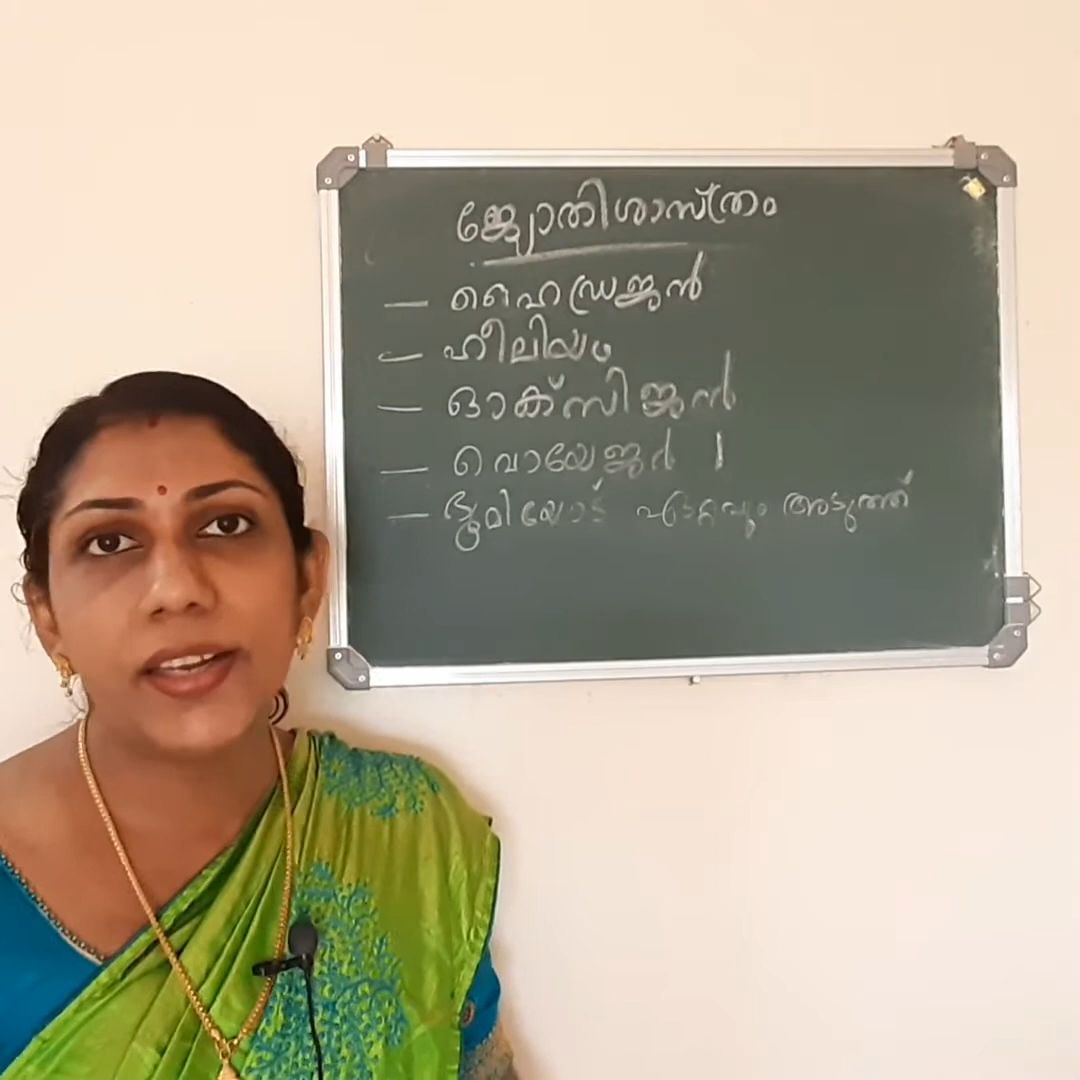 ജ്യോതിശാസ്ത്രം
— ഹൈഡ്രജൻ
— ഹീലിയം
— ഓക്സിജൻ
— വൊയേജർ 1
— ഭൂമിയോട് ഏറ്റവും അടുത്ത്